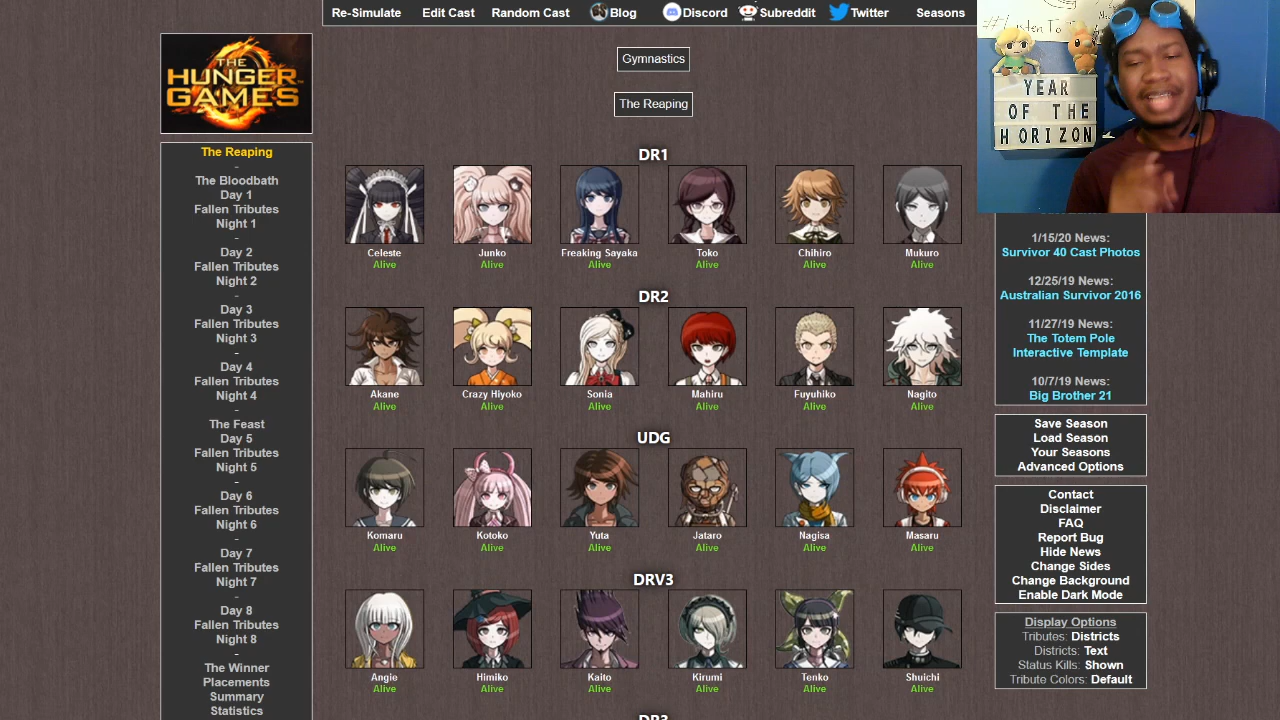 Re-Simulate Edit Cast Random Cast Blog Discord Subreddit Twitter Seasons
THE
HUNGER
GAMES
Gymnastics
The Reaping
YEAR
OF THE
HORIZON
The Reaping
-
The Bloodbath
Day 1
Fallen Tributes
Night 1
-
Day 2
Fallen Tributes
Night 2
-
Day 3
Fallen Tributes
Night 3
-
Day 4
Fallen Tributes
Night 4
-
The Feast
Day 5
Fallen Tributes
Night 5
-
Day 6
Fallen Tributes
Night 6
-
Day 7
Fallen Tributes
Night 7
-
Day 8
Fallen Tributes
Night 8
-
The Winner
Placements
Summary
Statistics
DR1
Celeste Junko Freaking Sayaka Toko Chihiro Mukuro
Alive Alive Alive Alive Alive Alive
DR2
Akane Crazy Hiyoko Sonia Mahiru Fuyuhiko Nagito
Alive Alive Alive Alive Alive Alive
UDG
Komaru Kotoko Yuta Jataro Nagisa Masaru
Alive Alive Alive Alive Alive Alive
DRV3
Angie Himiko Kaito Kirumi Tenko Shuichi
Alive Alive Alive Alive Alive Alive
DR3
1/15/20 News:
Survivor 40 Cast Photos
12/25/19 News:
Australian Survivor 2016
11/27/19 News:
The Totem Pole
Interactive Template
10/7/19 News:
Big Brother 21
Save Season
Load Season
Your Seasons
Advanced Options
Contact
Disclaimer
FAQ
Report Bug
Hide News
Change Sides
Change Background
Enable Dark Mode
Display Options
Tributes: Districts
Districts: Text
Status Kills: Shown
Tribute Colors: Default